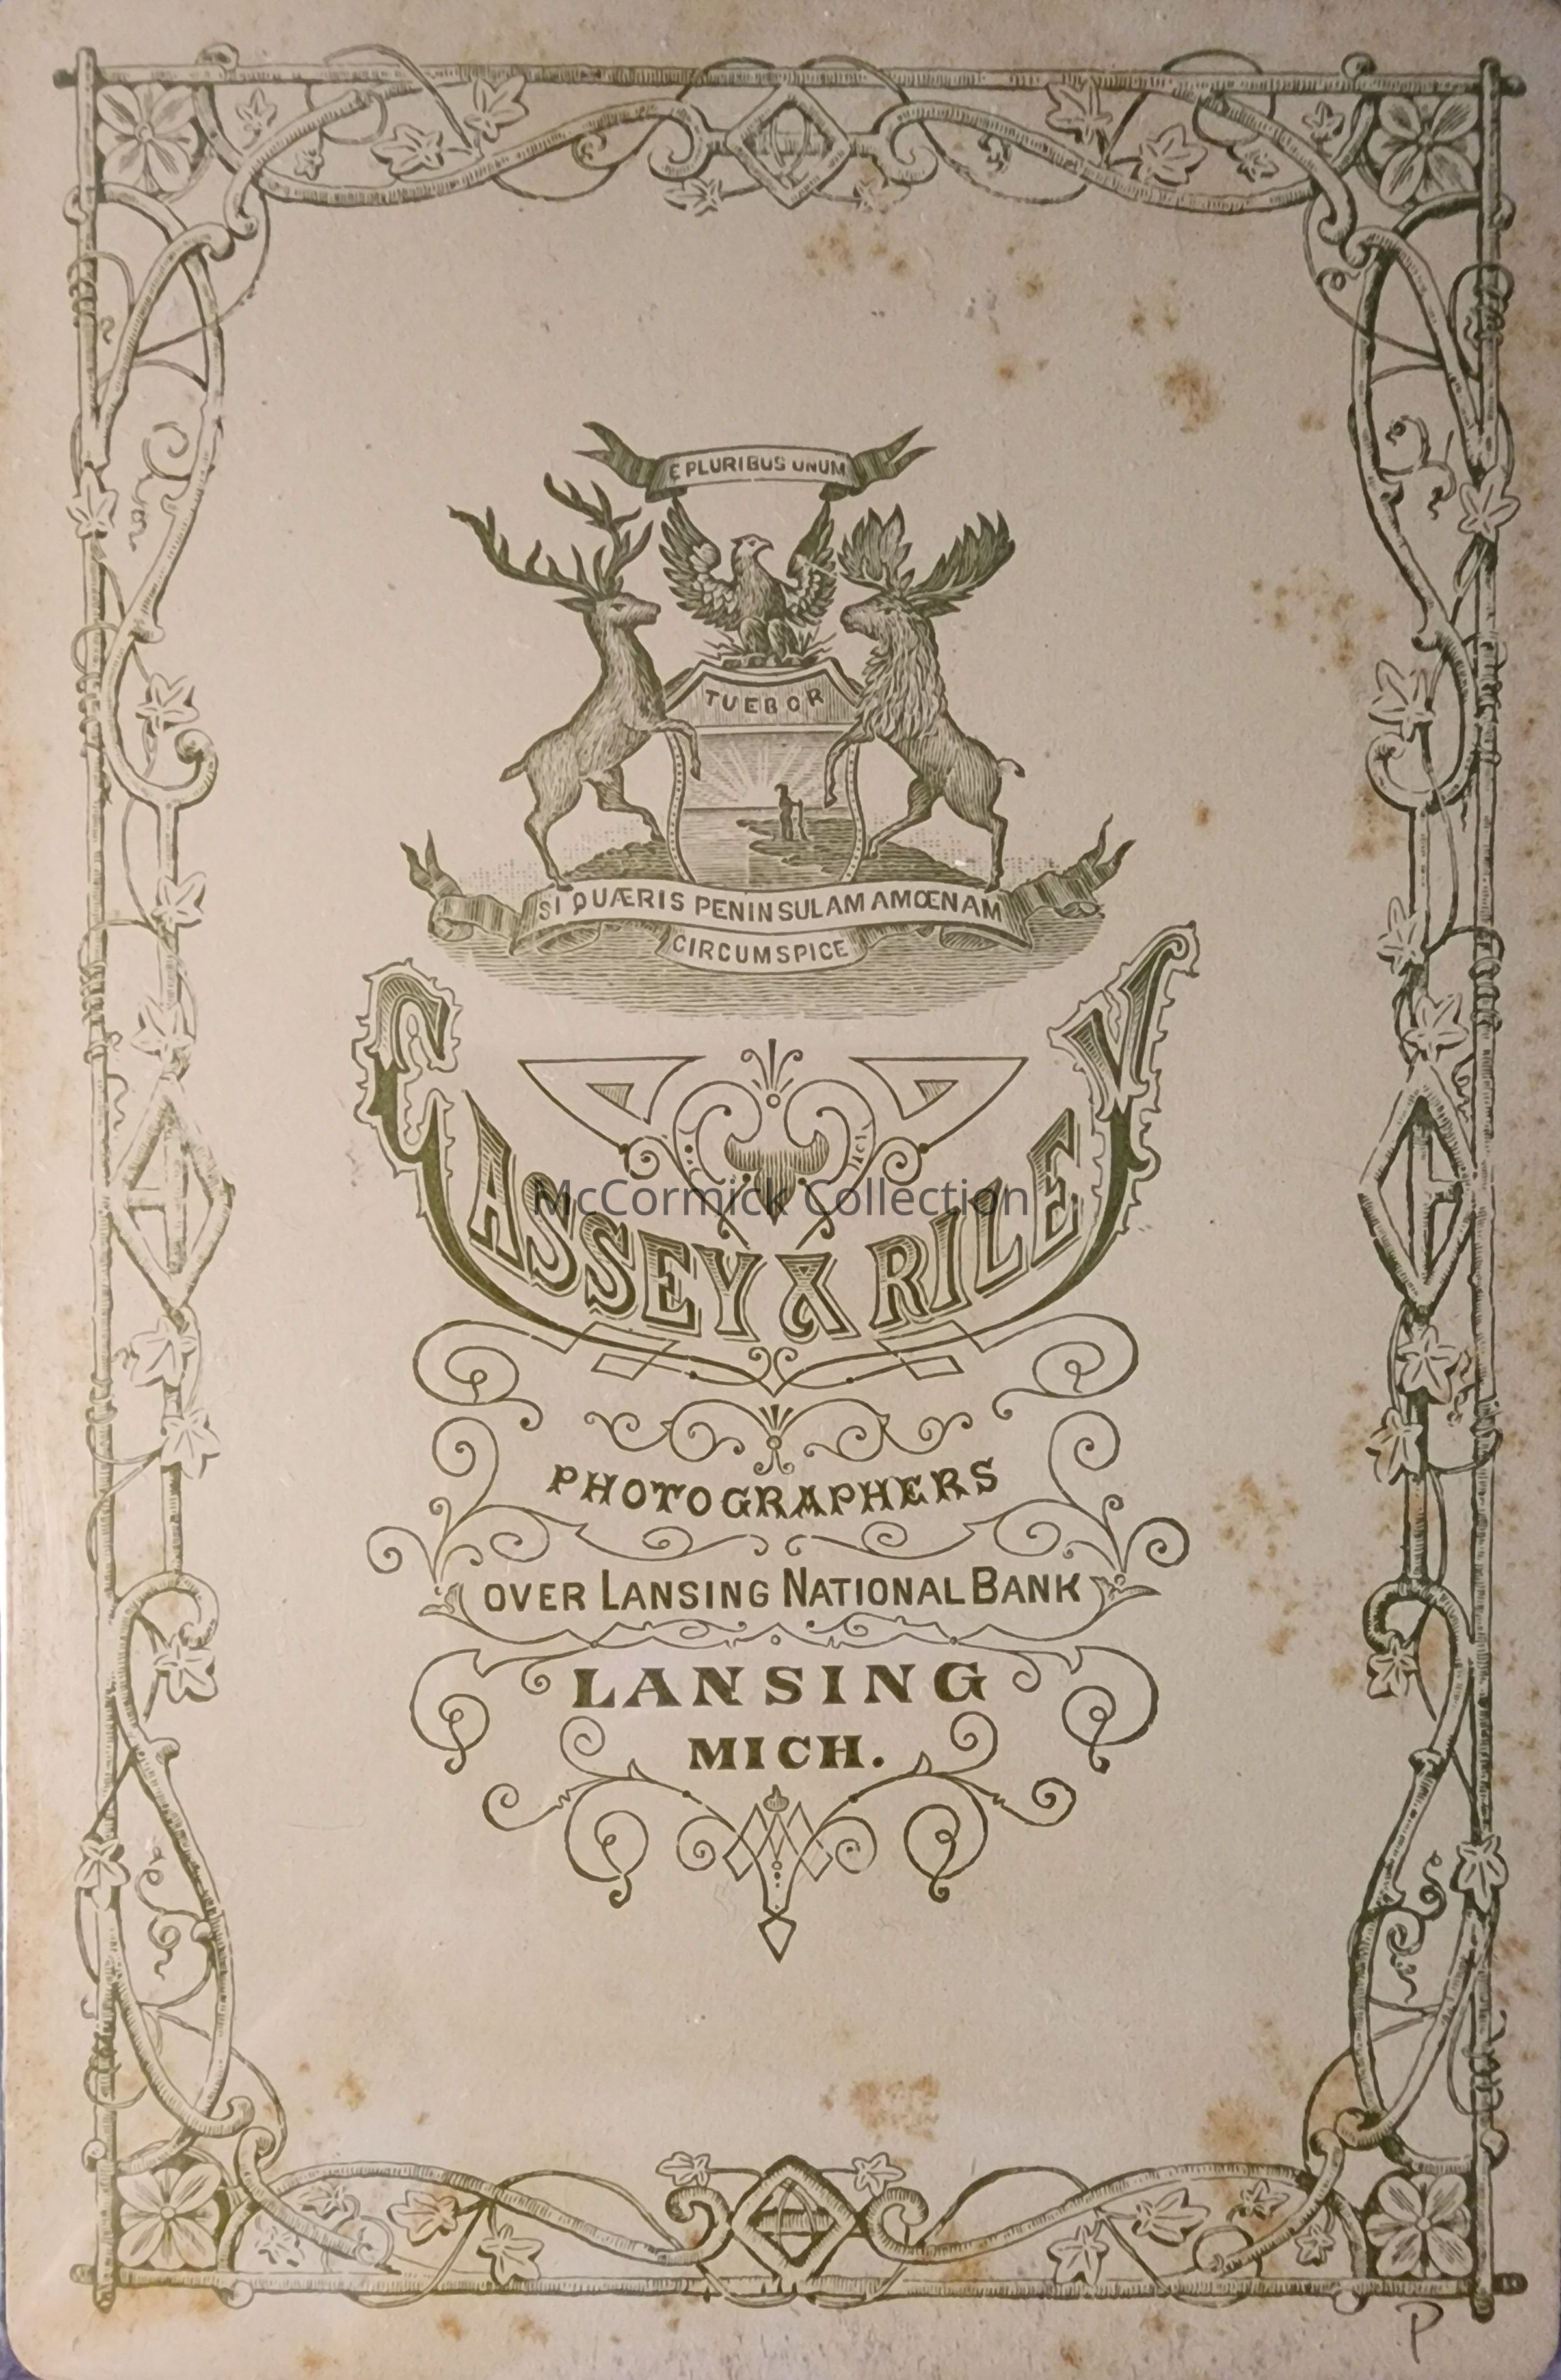 E PLURIBUS UNUM
TUEBOR
SI QUÆRIS PENINSULAM AMŒNAM
CIRCUMSPICE
CASSEY & RILEY
McCormick Collection
PHOTOGRAPHERS
OVER LANSING NATIONAL BANK
LANSING
MICH.
P